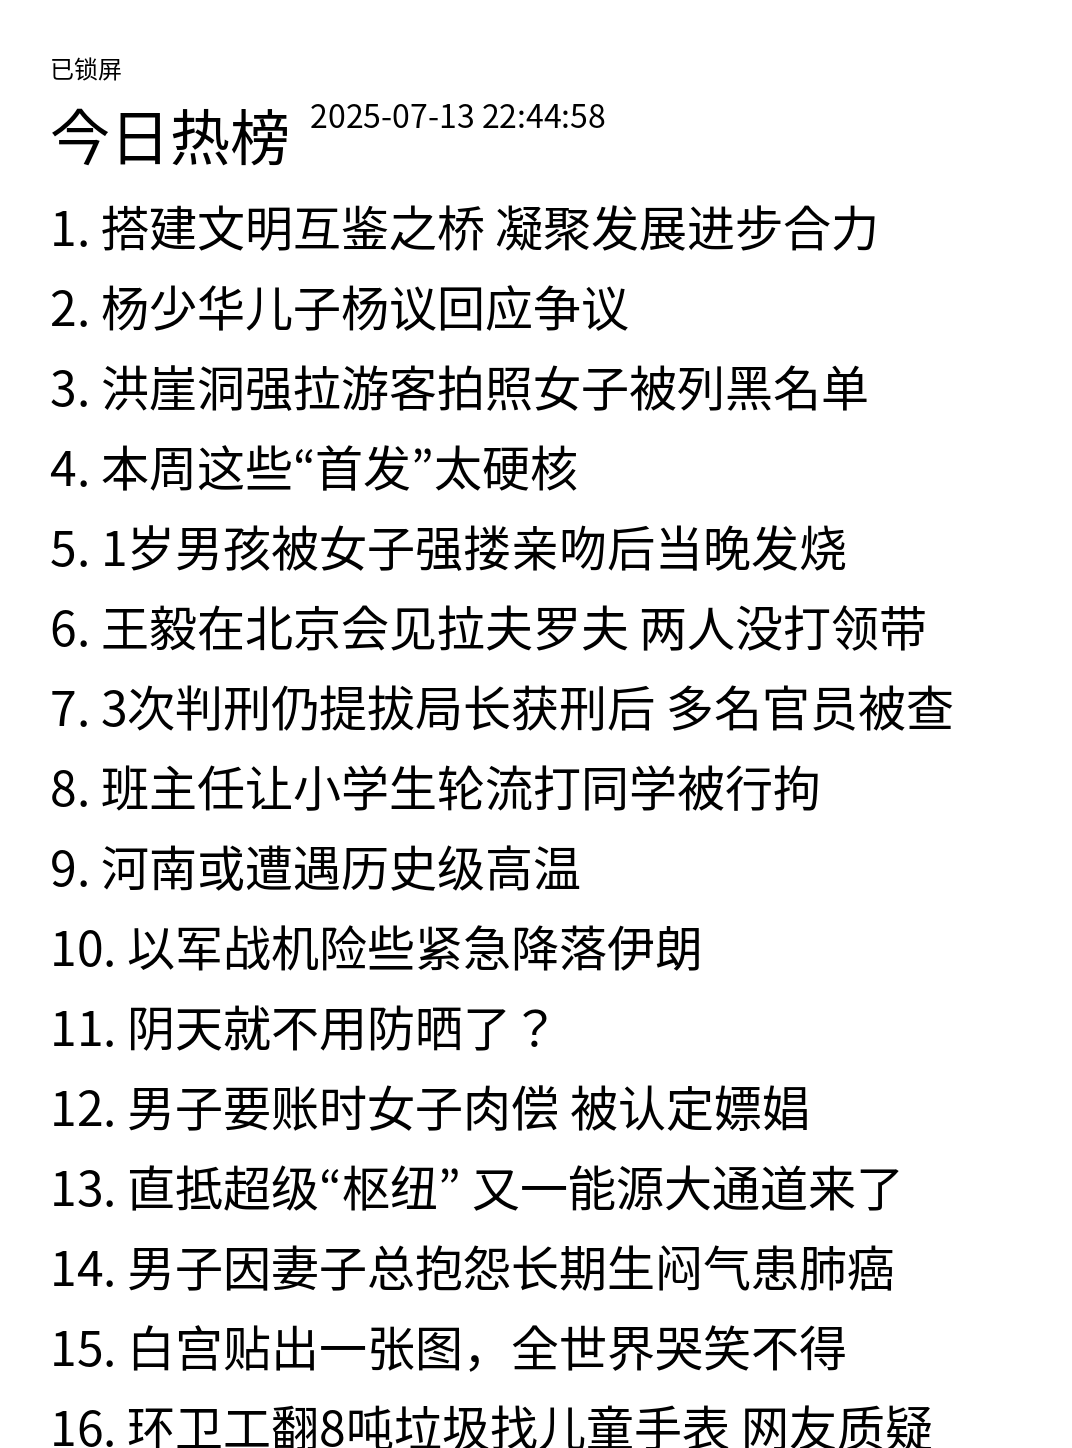 已锁屏
今日热榜 2025-07-13 22:44:58
1. 搭建文明互鉴之桥 凝聚发展进步合力
2. 杨少华儿子杨议回应争议
3. 洪崖洞强拉游客拍照女子被列黑名单
4. 本周这些“首发”太硬核
5. 1岁男孩被女子强搂亲吻后当晚发烧
6. 王毅在北京会见拉夫罗夫 两人没打领带
7. 3次判刑仍提拔局长获刑后 多名官员被查
8. 班主任让小学生轮流打同学被行拘
9. 河南或遭遇历史级高温
10. 以军战机险些紧急降落伊朗
11. 阴天就不用防晒了？
12. 男子要账时女子肉偿 被认定嫖娼
13. 直抵超级“枢纽” 又一能源大通道来了
14. 男子因妻子总抱怨长期生闷气患肺癌
15. 白宫贴出一张图，全世界哭笑不得
16. 环卫工翻8吨垃圾找儿童手表 网友质疑